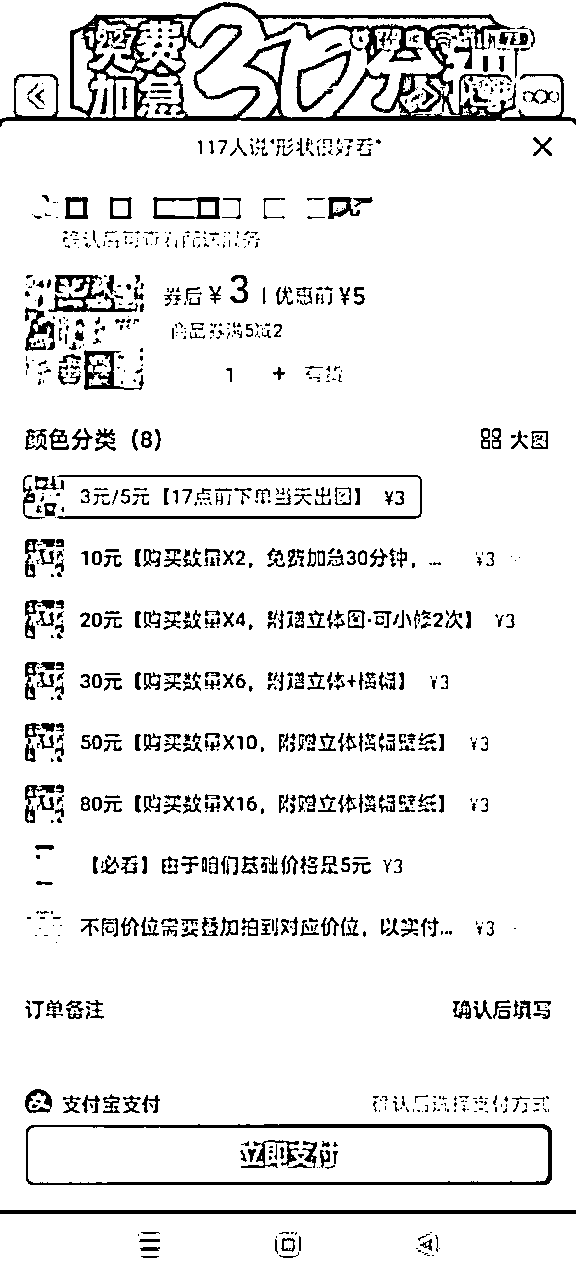 免费
加急
30分钟
117人说"形状很好看"
确认后可查看配送服务
券后 ¥ 3 | 优惠前 ¥5
商品券满5减2
1 + 有货
颜色分类（8） 大图
3元/5元【17点前下单当天出图】 ¥3
10元【购买数量X2，免费加急30分钟，... ¥3
20元【购买数量X4，附赠立体图·可小修2次】 ¥3
30元【购买数量X6，附赠立体+横幅】 ¥3
50元【购买数量X10，附赠立体横幅壁纸】 ¥3
80元【购买数量X16，附赠立体横幅壁纸】 ¥3
【必看】由于咱们基础价格是5元 ¥3
不同价位需要叠加拍到对应价位，以实付... ¥3
订单备注 确认后填写
支付宝支付 确认后选择支付方式
立即支付